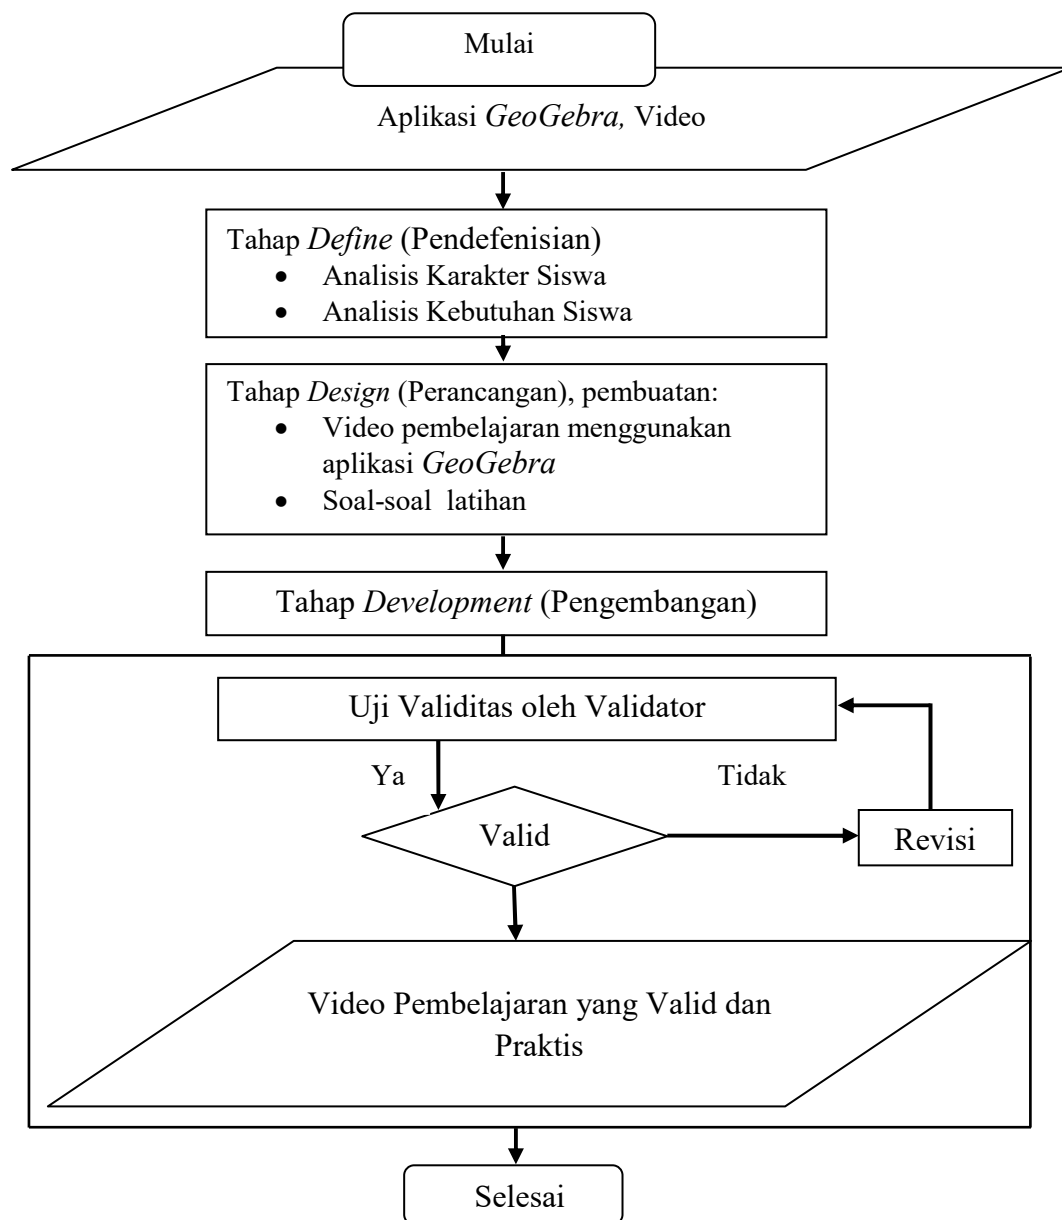 Mulai
Aplikasi GeoGebra, Video
Tahap Define (Pendefenisian)
• Analisis Karakter Siswa
• Analisis Kebutuhan Siswa
Tahap Design (Perancangan), pembuatan:
• Video pembelajaran menggunakan
aplikasi GeoGebra
• Soal-soal latihan
Tahap Development (Pengembangan)
Uji Validitas oleh Validator
Ya
Tidak
Valid
Revisi
Video Pembelajaran yang Valid dan
Praktis
Selesai